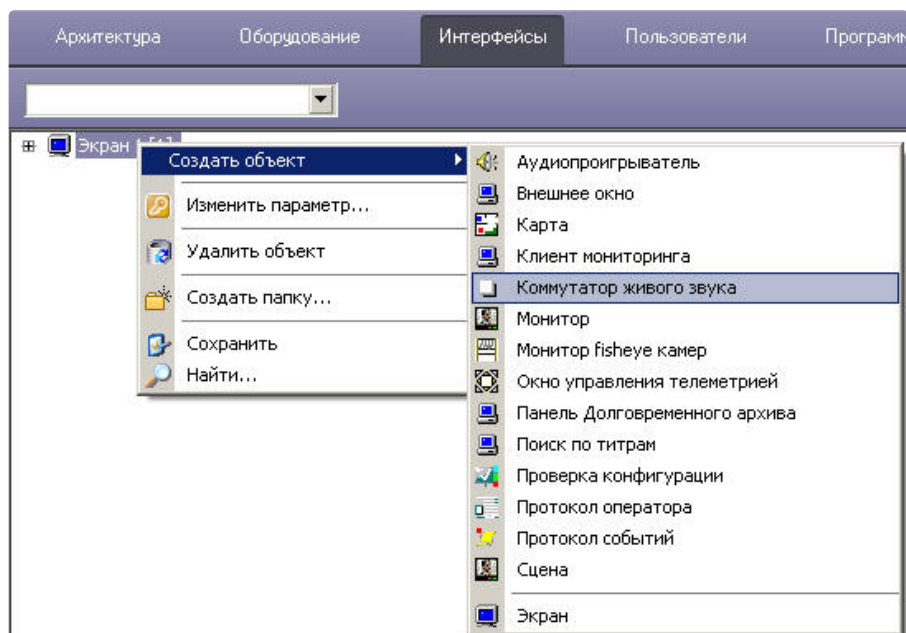 Архитектура Оборудование Интерфейсы Пользователи
Экран
Создать объект
Изменить параметр...
Удалить объект
Создать папку...
Сохранить
Найти...
Аудиопроигрыватель
Внешнее окно
Карта
Клиент мониторинга
Коммутатор живого звука
Монитор
Монитор fisheye камер
Окно управления телеметрией
Панель Долговременного архива
Поиск по титрам
Проверка конфигурации
Протокол оператора
Протокол событий
Сцена
Экран